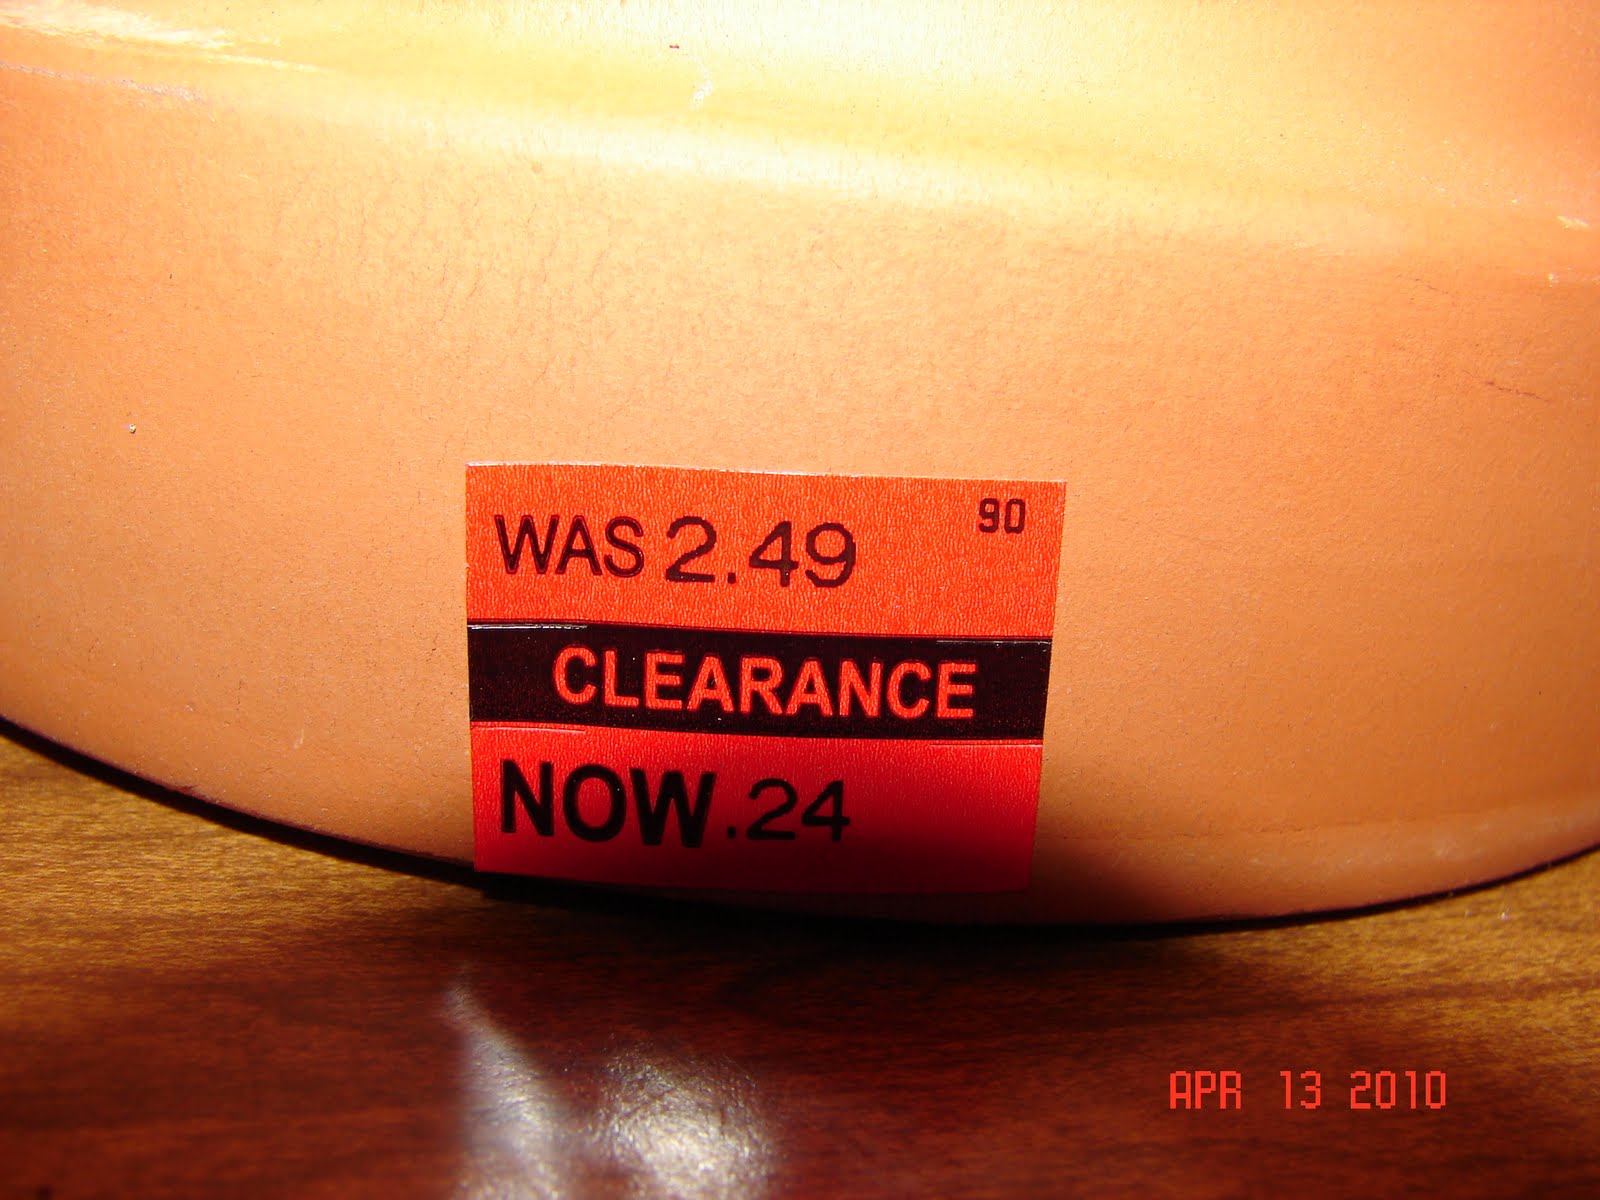 WAS 2.49 90
CLEARANCE
NOW .24
APR 13 2010